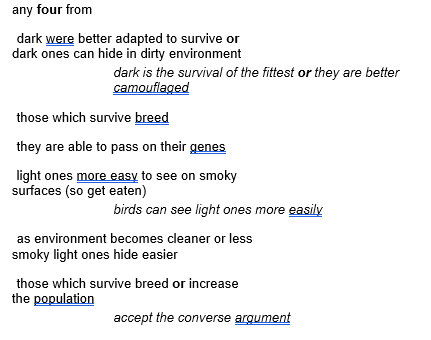 any four from
dark were better adapted to survive or
dark ones can hide in dirty environment
dark is the survival of the fittest or they are better
camouflaged
those which survive breed
they are able to pass on their genes
light ones more easy to see on smoky
surfaces (so get eaten)
birds can see light ones more easily
as environment becomes cleaner or less
smoky light ones hide easier
those which survive breed or increase
the population
accept the converse argument